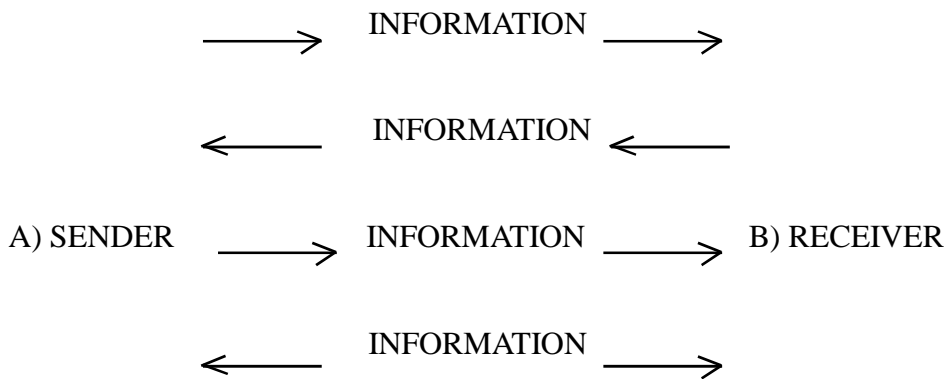 INFORMATION
INFORMATION
A) SENDER INFORMATION B) RECEIVER
INFORMATION